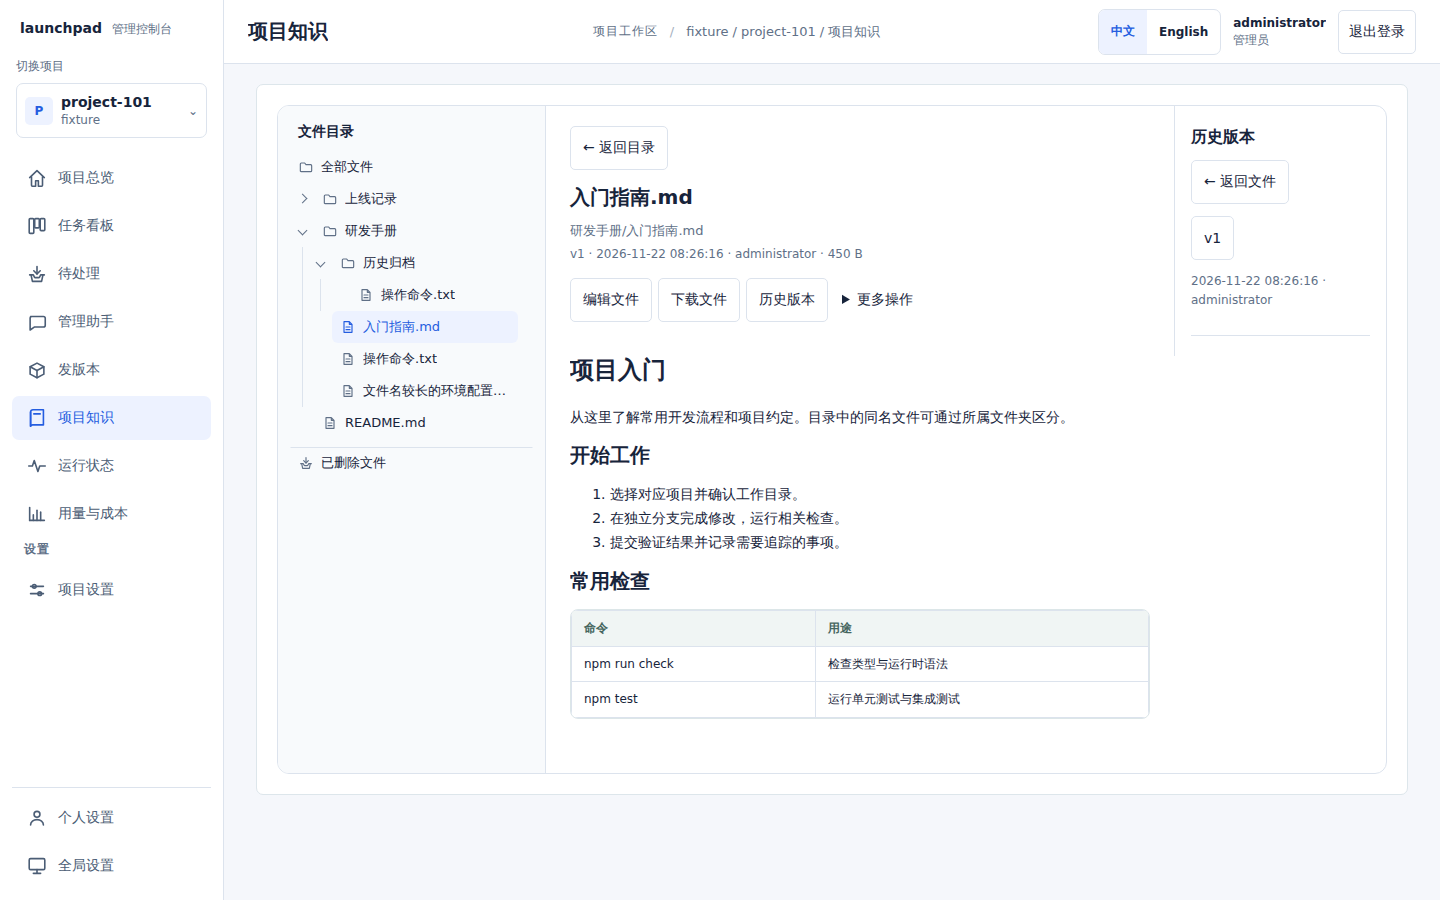 launchpad 管理控制台
切换项目
P
project-101
fixture
项目总览
任务看板
待处理
管理助手
发版本
项目知识
运行状态
用量与成本
设置
项目设置
个人设置
全局设置
项目知识
项目工作区 / fixture / project-101 / 项目知识
中文 English
administrator
管理员
退出登录
文件目录
全部文件
上线记录
研发手册
历史归档
操作命令.txt
入门指南.md
操作命令.txt
文件名较长的环境配置...
README.md
已删除文件
← 返回目录
入门指南.md
研发手册/入门指南.md
v1 · 2026-11-22 08:26:16 · administrator · 450 B
编辑文件 下载文件 历史版本 ▶ 更多操作
项目入门
从这里了解常用开发流程和项目约定。目录中的同名文件可通过所属文件夹区分。
开始工作
1. 选择对应项目并确认工作目录。
2. 在独立分支完成修改，运行相关检查。
3. 提交验证结果并记录需要追踪的事项。
常用检查
命令 用途
npm run check 检查类型与运行时语法
npm test 运行单元测试与集成测试
历史版本
← 返回文件
v1
2026-11-22 08:26:16 ·
administrator